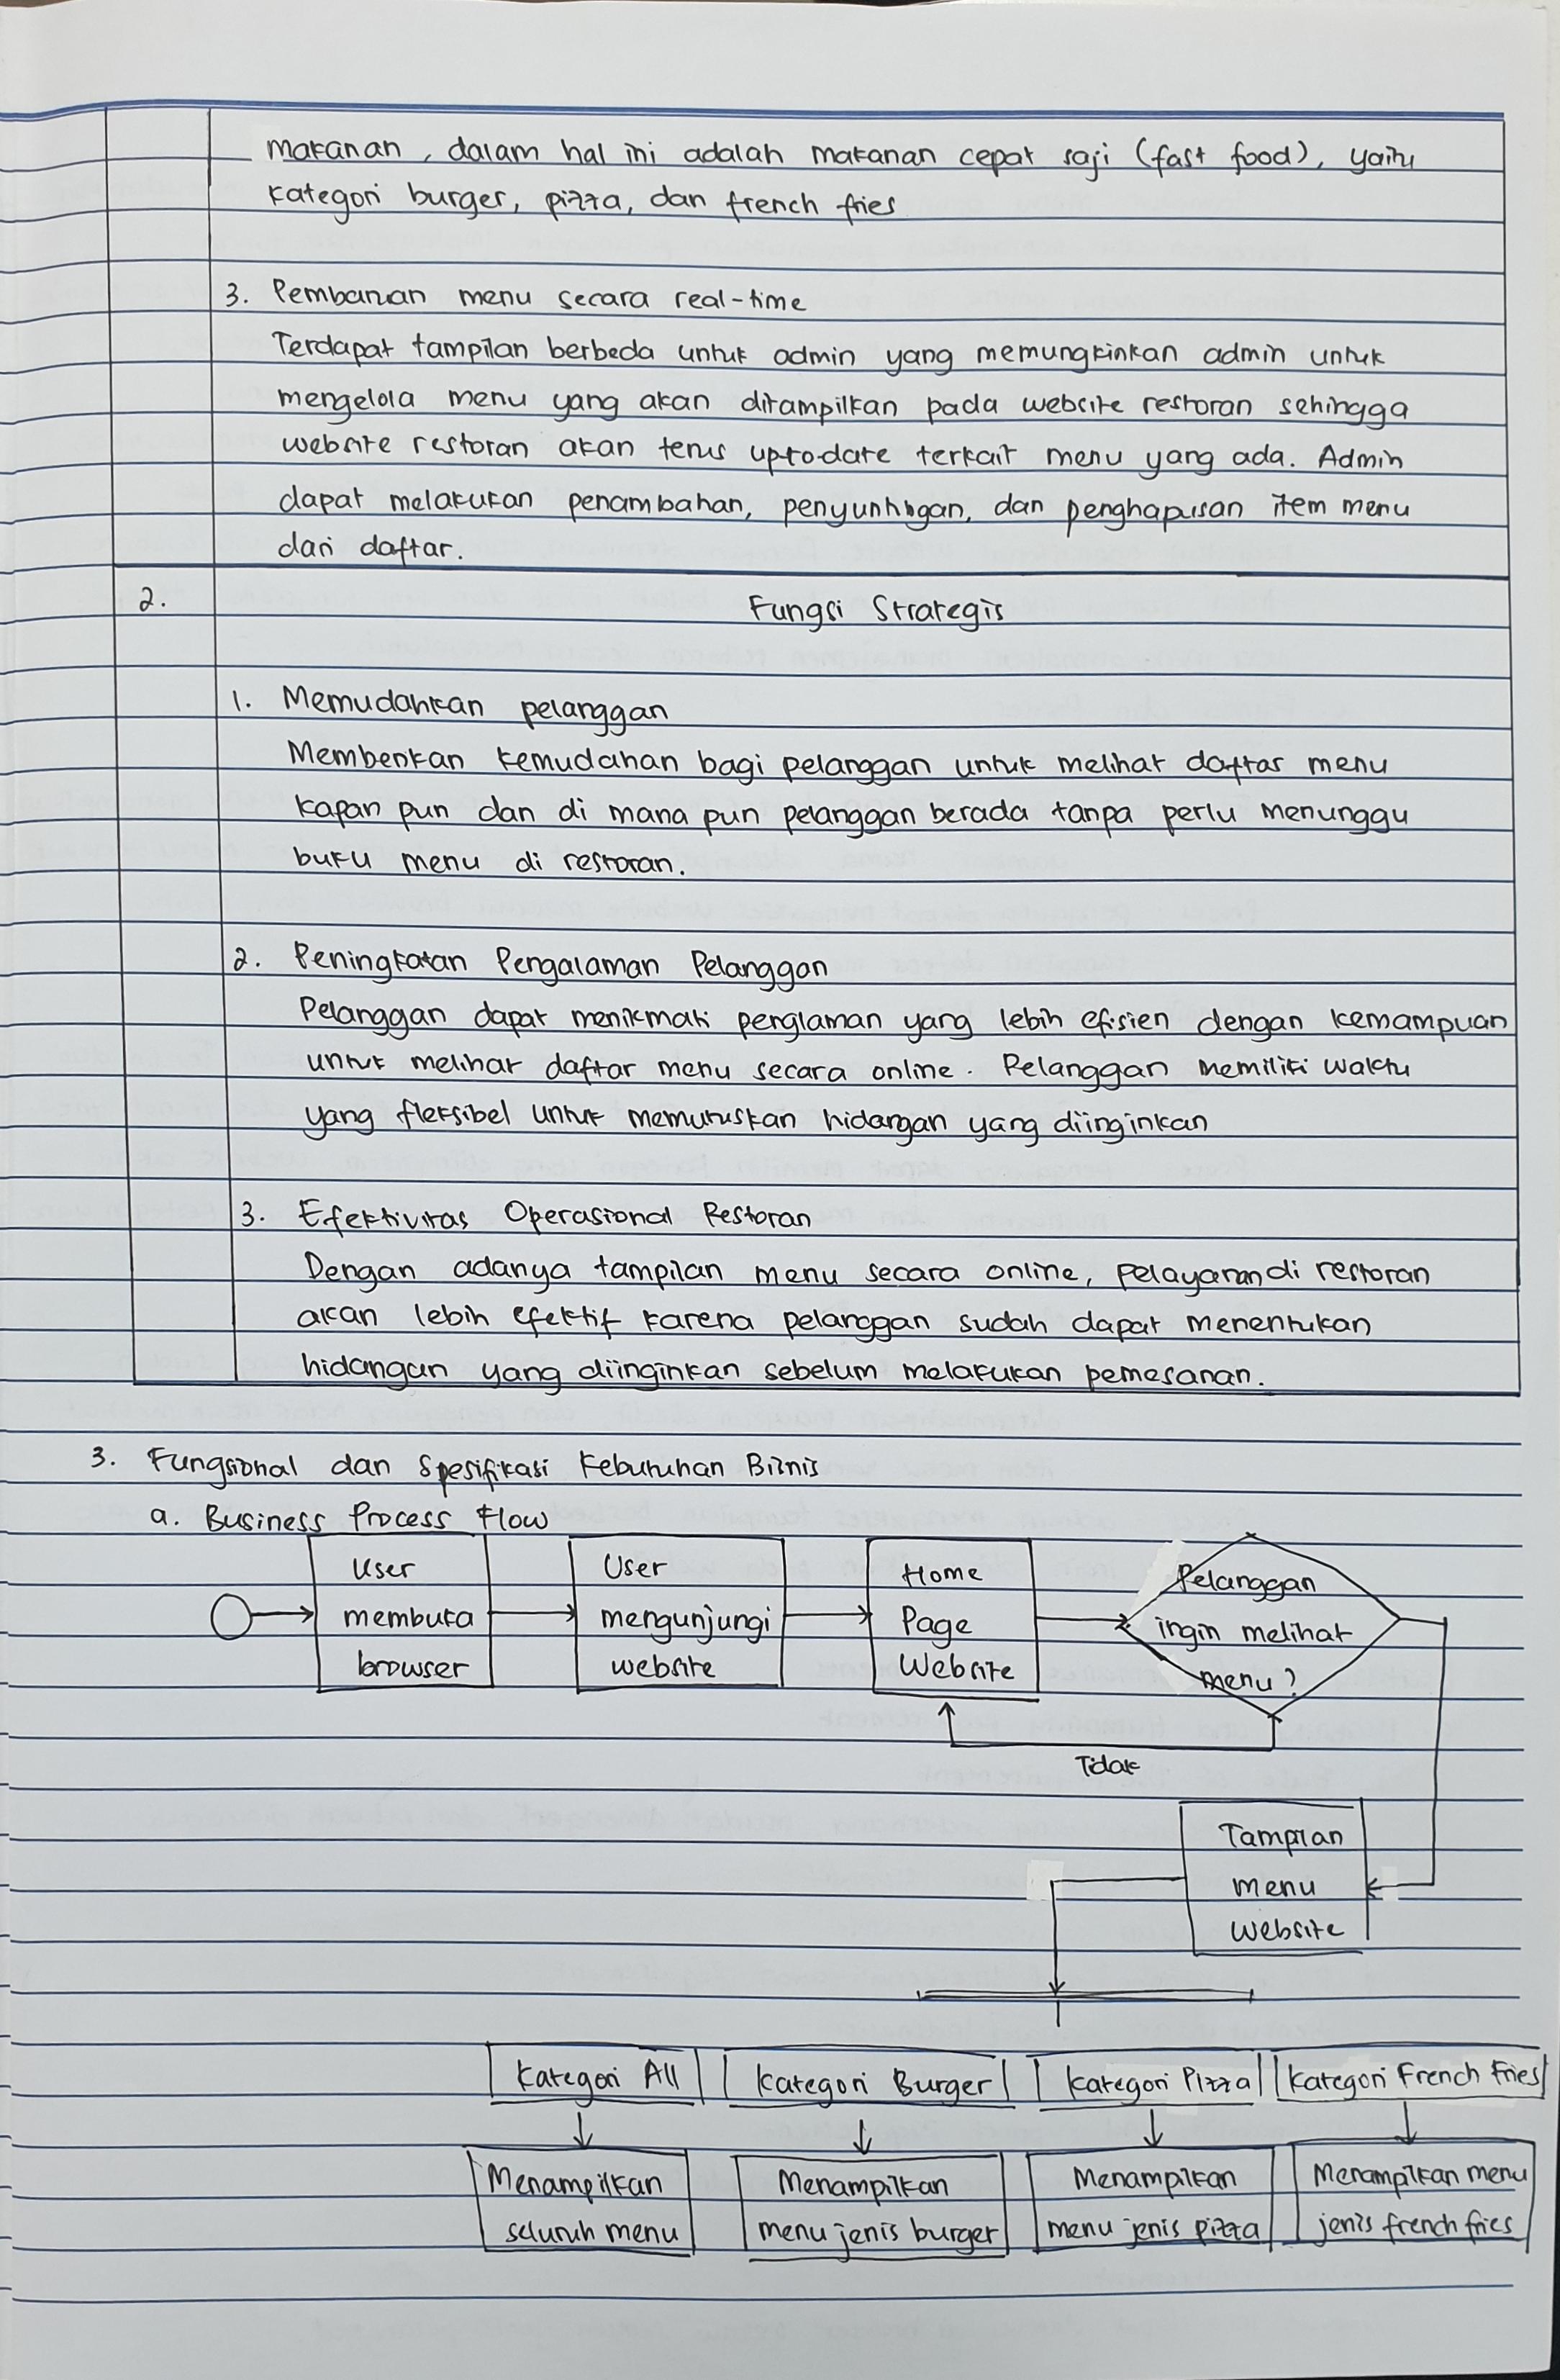 makanan, dalam hal ini adalah makanan cepat saji (fast food), yaitu
kategori burger, pizza, dan french fries
3. Pembaruan menu secara real-time
Terdapat tampilan berbeda untuk admin yang memungkinkan admin untuk
mengelola menu yang akan ditampilkan pada website restoran sehingga
website restoran akan terus up-to-date terkait menu yang ada. Admin
dapat melakukan penambahan, penyuntingan, dan penghapusan item menu
dari daftar.
2. Fungsi Strategis
1. Memudahkan pelanggan
Memberikan kemudahan bagi pelanggan untuk melihat daftar menu
kapan pun dan di mana pun pelanggan berada tanpa perlu menunggu
buku menu di restoran.
2. Peningkatan Pengalaman Pelanggan
Pelanggan dapat menikmati penglaman yang lebih efisien dengan kemampuan
untuk melihat daftar menu secara online. Pelanggan memiliki waktu
yang fleksibel untuk memutuskan hidangan yang diinginkan
3. Efektivitas Operasional Restoran
Dengan adanya tampilan menu secara online, pelayanan di restoran
akan lebih efektif karena pelanggan sudah dapat menentukan
hidangan yang diinginkan sebelum melakukan pemesanan.
3. Fungsional dan Spesifikasi Kebutuhan Bisnis
a. Business Process Flow
User
membuka
browser
User
mengunjungi
website
Home
Page
Website
Pelanggan
ingin melihat
menu?
Tidak
Tampilan
menu
website
Kategori All
Kategori Burger
Kategori Pizza
Kategori French Fries
Menampilkan
seluruh menu
Menampilkan
menu jenis burger
Menampilkan
menu jenis pizza
Menampilkan menu
jenis french fries